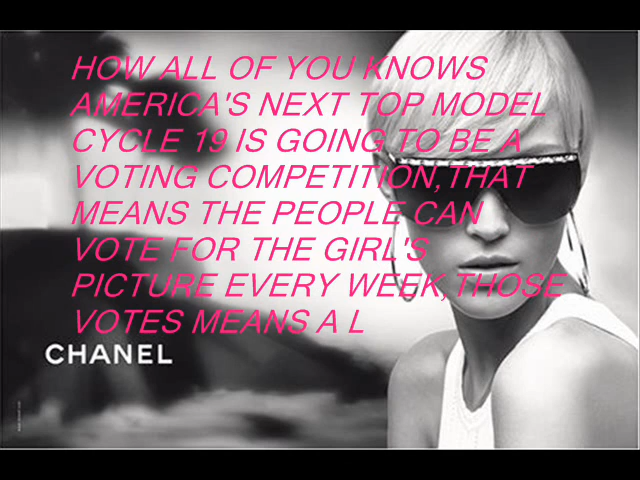 HOW ALL OF YOU KNOWS
AMERICA'S NEXT TOP MODEL
CYCLE 19 IS GOING TO BE A
VOTING COMPETITION,THAT
MEANS THE PEOPLE CAN
VOTE FOR THE GIRL'S
PICTURE EVERY WEEK,THOSE
VOTES MEANS A L
CHANEL